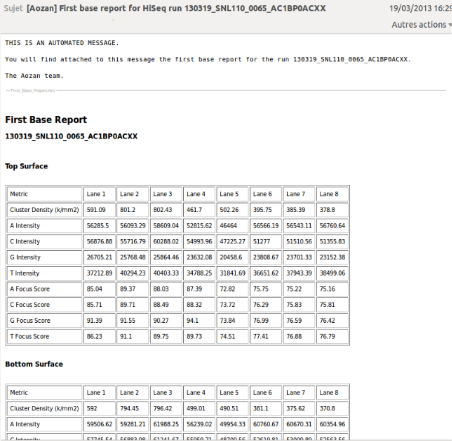 Sujet [Aozan] First base report for HiSeq run 130319_SNL110_0065_AC1BP0ACXX 19/03/2013 16:29
Autres actions
THIS IS AN AUTOMATED MESSAGE.
You will find attached to this message the first base report for the run 130319_SNL110_0065_AC1BP0ACXX.
The Aozan team.
First Base Report
130319_SNL110_0065_AC1BP0ACXX
Top Surface
Metric Lane 1 Lane 2 Lane 3 Lane 4 Lane 5 Lane 6 Lane 7 Lane 8
Cluster Density (k/mm2) 591.09 801.2 802.43 461.7 502.26 395.75 385.39 378.8
A Intensity 56285.5 56093.29 58609.04 52815.62 46464 56566.19 56543.11 56760.64
C Intensity 56876.88 55716.79 60288.02 54993.96 47225.27 51277 51510.56 51355.83
G Intensity 26705.21 25768.48 25864.46 23632.08 20458.6 23808.67 23701.33 23152.38
T Intensity 37212.89 40294.23 40403.33 34788.25 31841.69 36651.62 37943.39 38499.06
A Focus Score 85.04 89.37 88.03 87.39 72.82 75.75 75.22 75.16
C Focus Score 85.71 89.71 88.49 88.32 73.72 76.29 75.83 75.81
G Focus Score 91.39 91.55 90.27 94.1 73.84 76.99 76.59 76.42
T Focus Score 86.23 91.1 89.75 89.73 74.51 77.41 76.88 76.79
Bottom Surface
Metric Lane 1 Lane 2 Lane 3 Lane 4 Lane 5 Lane 6 Lane 7 Lane 8
Cluster Density (k/mm2) 592 794.45 796.42 499.01 490.51 381.1 375.62 370.8
A Intensity 59506.62 59281.21 61988.25 56239.02 49954.33 60760.67 60670.31 60354.96